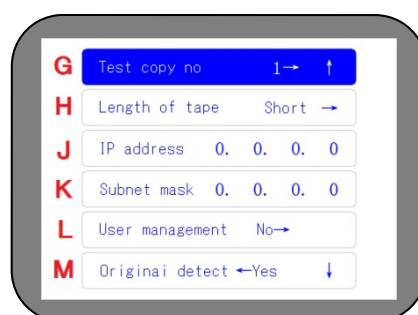 G Test copy no 1→ ↑
H Length of tape Short →
J IP address 0. 0. 0. 0
K Subnet mask 0. 0. 0. 0
L User management No→
M Originai detect ←Yes ↓